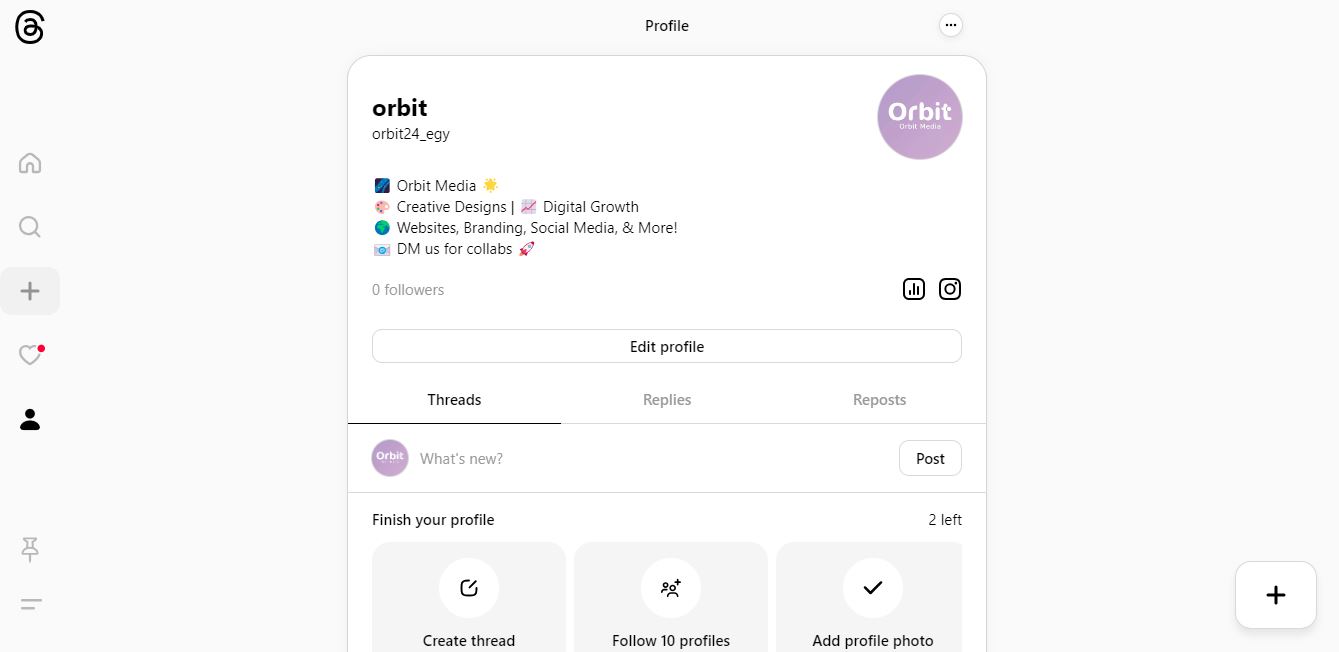 Profile
orbit
orbit24_egy
Orbit
Orbit Media
🌌 Orbit Media 🌟
🎨 Creative Designs | 📈 Digital Growth
🌍 Websites, Branding, Social Media, & More!
📧 DM us for collabs 🚀
0 followers
Edit profile
Threads Replies Reposts
Orbit What's new? Post
Finish your profile 2 left
Create thread Follow 10 profiles Add profile photo